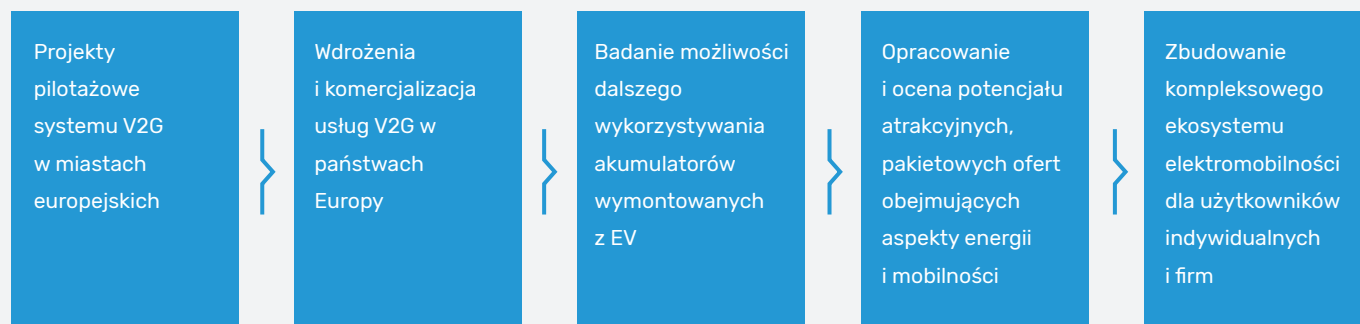 Projekty
pilotażowe
systemu V2G
w miastach
europejskich
Wdrożenia
i komercjalizacja
usług V2G w
państwach
Europy
Badanie możliwości
dalszego
wykorzystywania
akumulatorów
wymontowanych
z EV
Opracowanie
i ocena potencjału
atrakcyjnych,
pakietowych ofert
obejmujących
aspekty energii
i mobilności
Zbudowanie
kompleksowego
ekosystemu
elektromobilności
dla użytkowników
indywidualnych
i firm